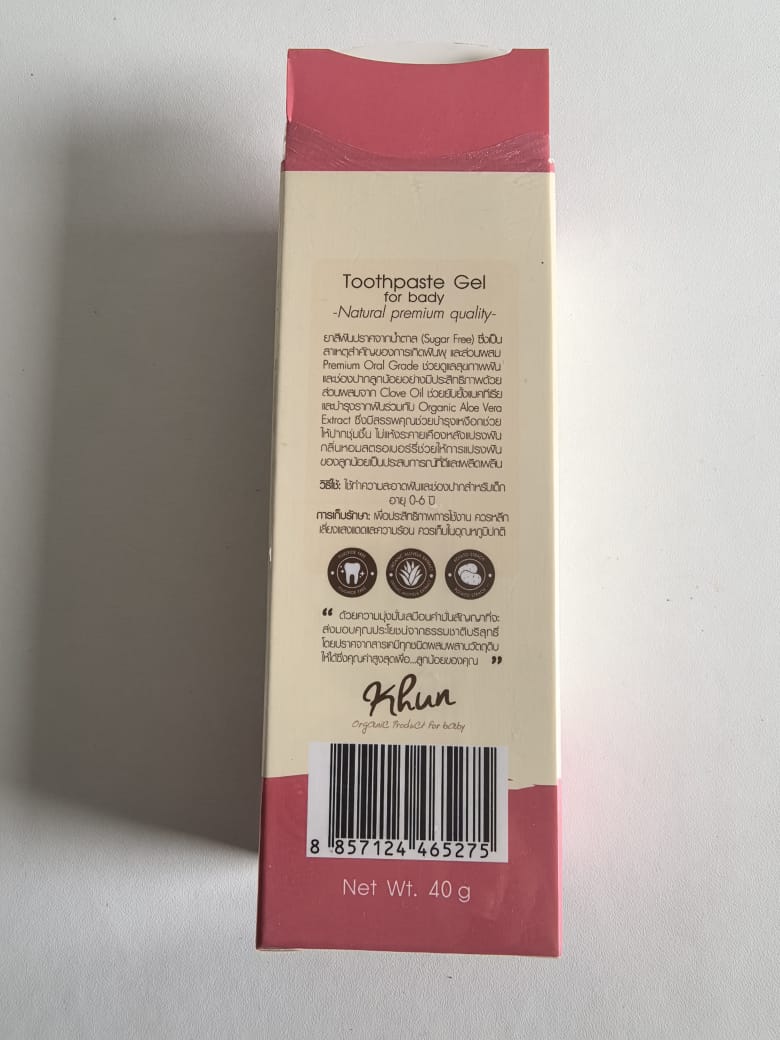 Toothpaste Gel
for bady
-Natural premium quality-
ยาสีฟันปราศจากน้ำตาล (Sugar Free) ซึ่งเป็น
สาเหตุสำคัญของการเกิดฟันผุ และส่วนผสม
Premium Oral Grade ช่วยดูแลสุขภาพฟัน
และช่องปากลูกน้อยอย่างมีประสิทธิภาพด้วย
ส่วนผสมจาก Clove Oil ช่วยยับยั้งแบคทีเรีย
และบำรุงรากฟันร่วมกับ Organic Aloe Vera
Extract ซึ่งมีสรรพคุณช่วยบำรุงเหงือกช่วย
ให้ปากชุ่มชื้น ไม่แห้งระคายเคืองหลังแปรงฟัน
กลิ่นหอมสตรอเบอร์รี่ช่วยให้การแปรงฟัน
ของลูกน้อยเป็นประสบการณ์ที่ดีและเพลิดเพลิน
วิธีใช้: ใช้ทำความสะอาดฟันและช่องปากสำหรับเด็ก
อายุ 0-6 ปี
การเก็บรักษา: เพื่อประสิทธิภาพการใช้งาน ควรหลีก
เลี่ยงแสงแดดและความร้อน ควรเก็บในอุณหภูมิปกติ
FLUORIDE FREE
FLUORIDE FREE
POTATO STRACH
POTATO STRACH
“ ด้วยความมุ่งมั่นเสมือนคำมั่นสัญญาที่จะ
ส่งมอบคุณประโยชน์จากธรรมชาติบริสุทธิ์
โดยปราศจากสารเคมีทุกชนิดผสมผสานวัตถุดิบ
ให้ได้ซึ่งคุณค่าสูงสุดเพื่อ...ลูกน้อยของคุณ ”
Khun
Organic Product For baby
8 857124 465275
Net Wt. 40 g